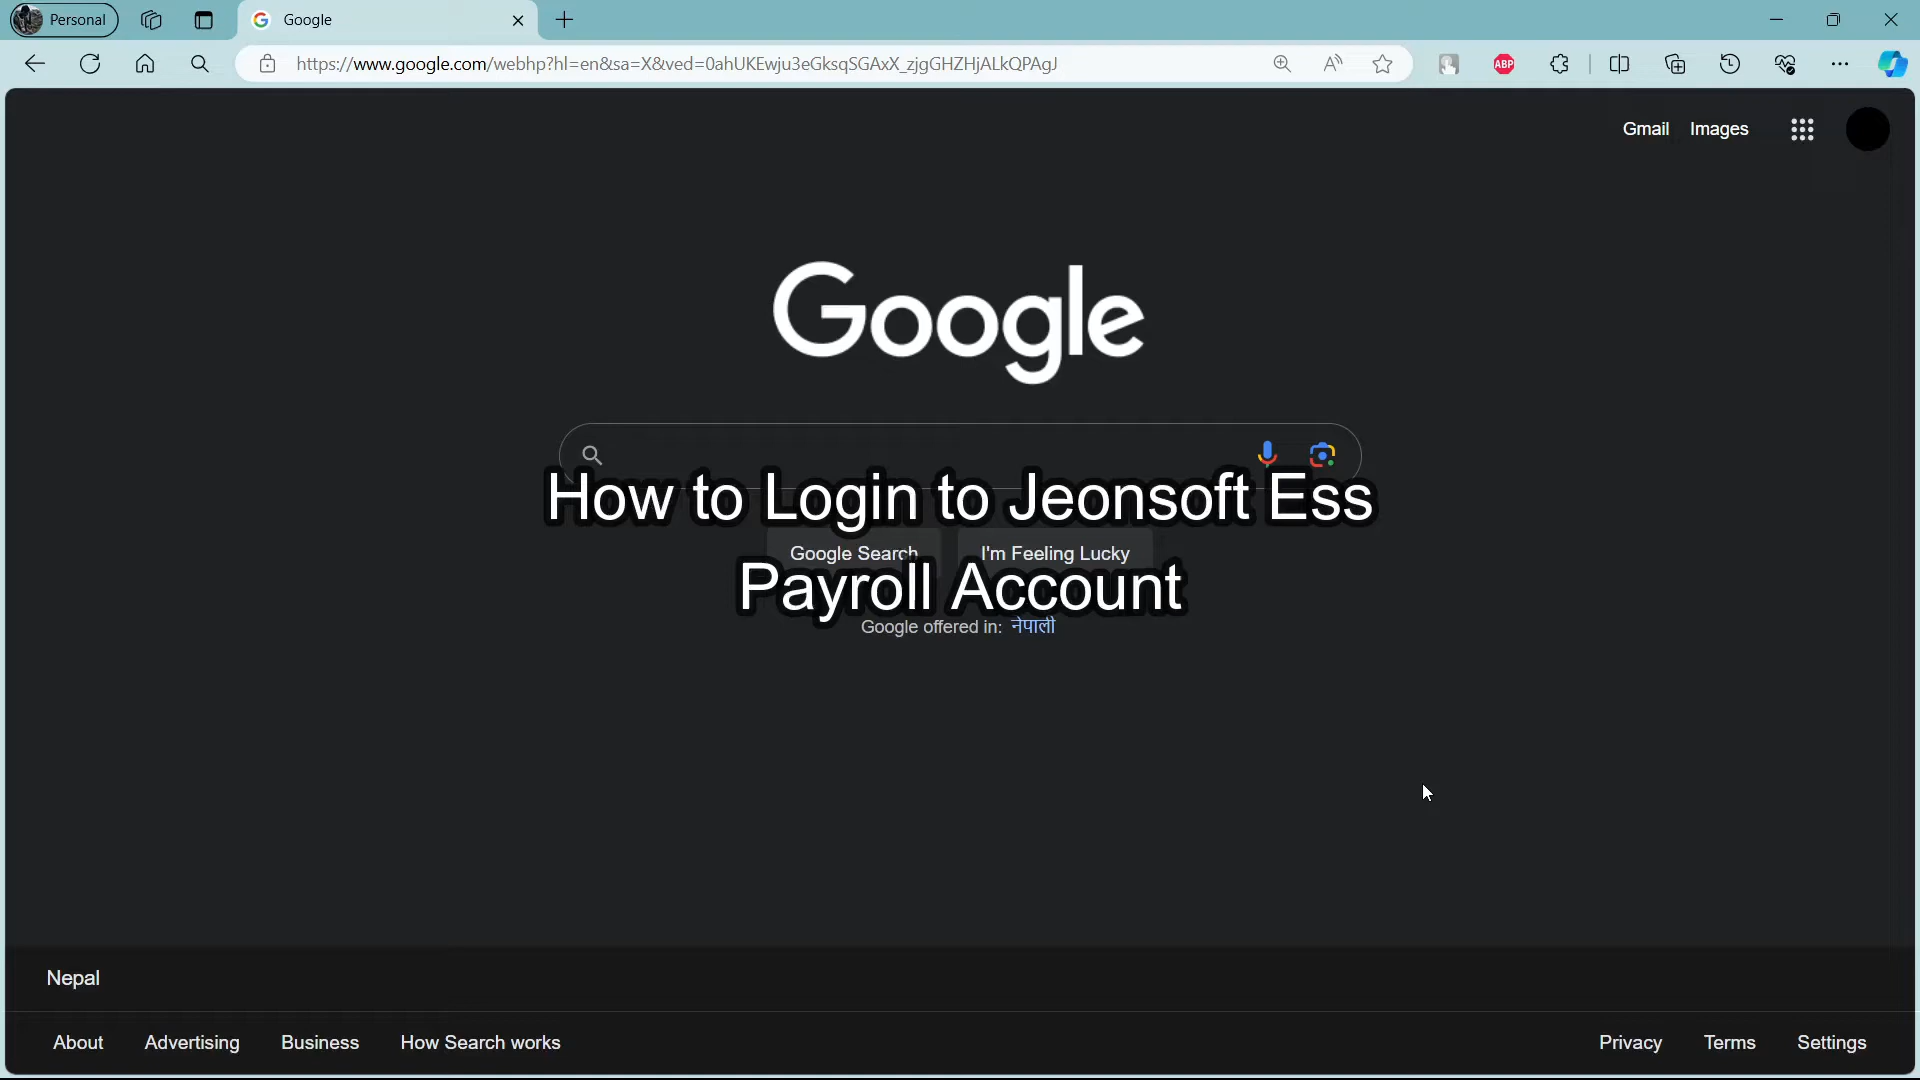 Personal
Google
https://www.google.com/webhp?hl=en&sa=X&ved=0ahUKEwju3eGksqSGAxX_zjgGHZHjALkQPAgJ
ABP
Gmail Images
Google
How to Login to Jeonsoft Ess
Google Search I'm Feeling Lucky
Payroll Account
Google offered in: नेपाली
Nepal
About Advertising Business How Search works Privacy Terms Settings